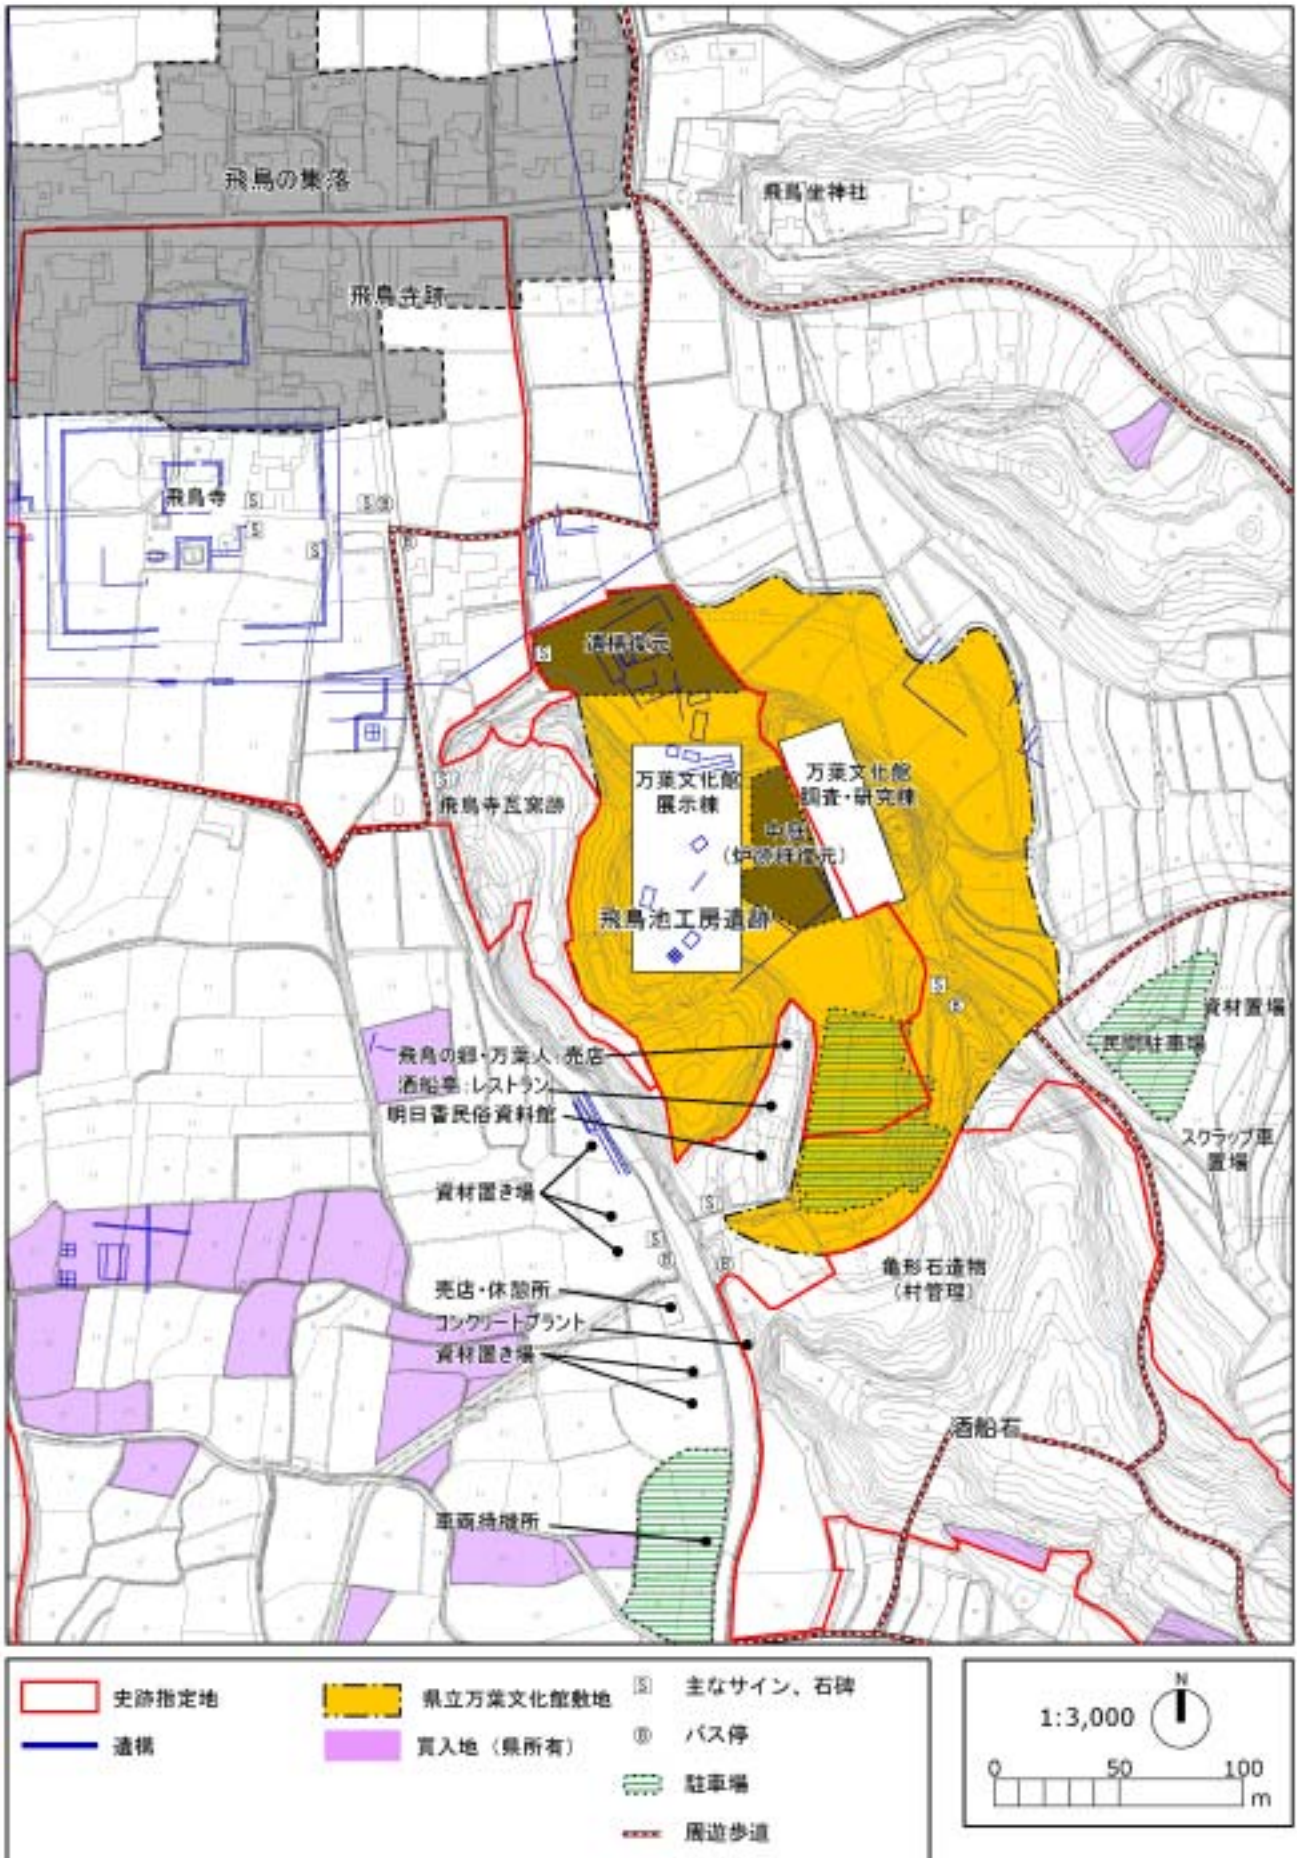 飛鳥の集落
飛鳥坐神社
飛鳥寺跡
飛鳥寺
S
S
S
B
S
B
遺構復元
S
万葉文化館
展示棟
万葉文化館
調査・研究棟
飛鳥寺瓦窯跡
中庭
(炉跡群復元)
飛鳥池工房遺跡
S
B
資材置場
民間駐車場
飛鳥の郷・万葉人:売店
酒船亭:レストラン
明日香民俗資料館
スクラップ車
置場
資材置き場
S
S
B
B
亀形石造物
(村管理)
売店・休憩所
コンクリートプラント
資材置き場
酒船石
車両待機所
史跡指定地
遺構
県立万葉文化館敷地
買入地(県所有)
S 主なサイン、石碑
B バス停
駐車場
周遊歩道
N
1:3,000
0 50 100
m